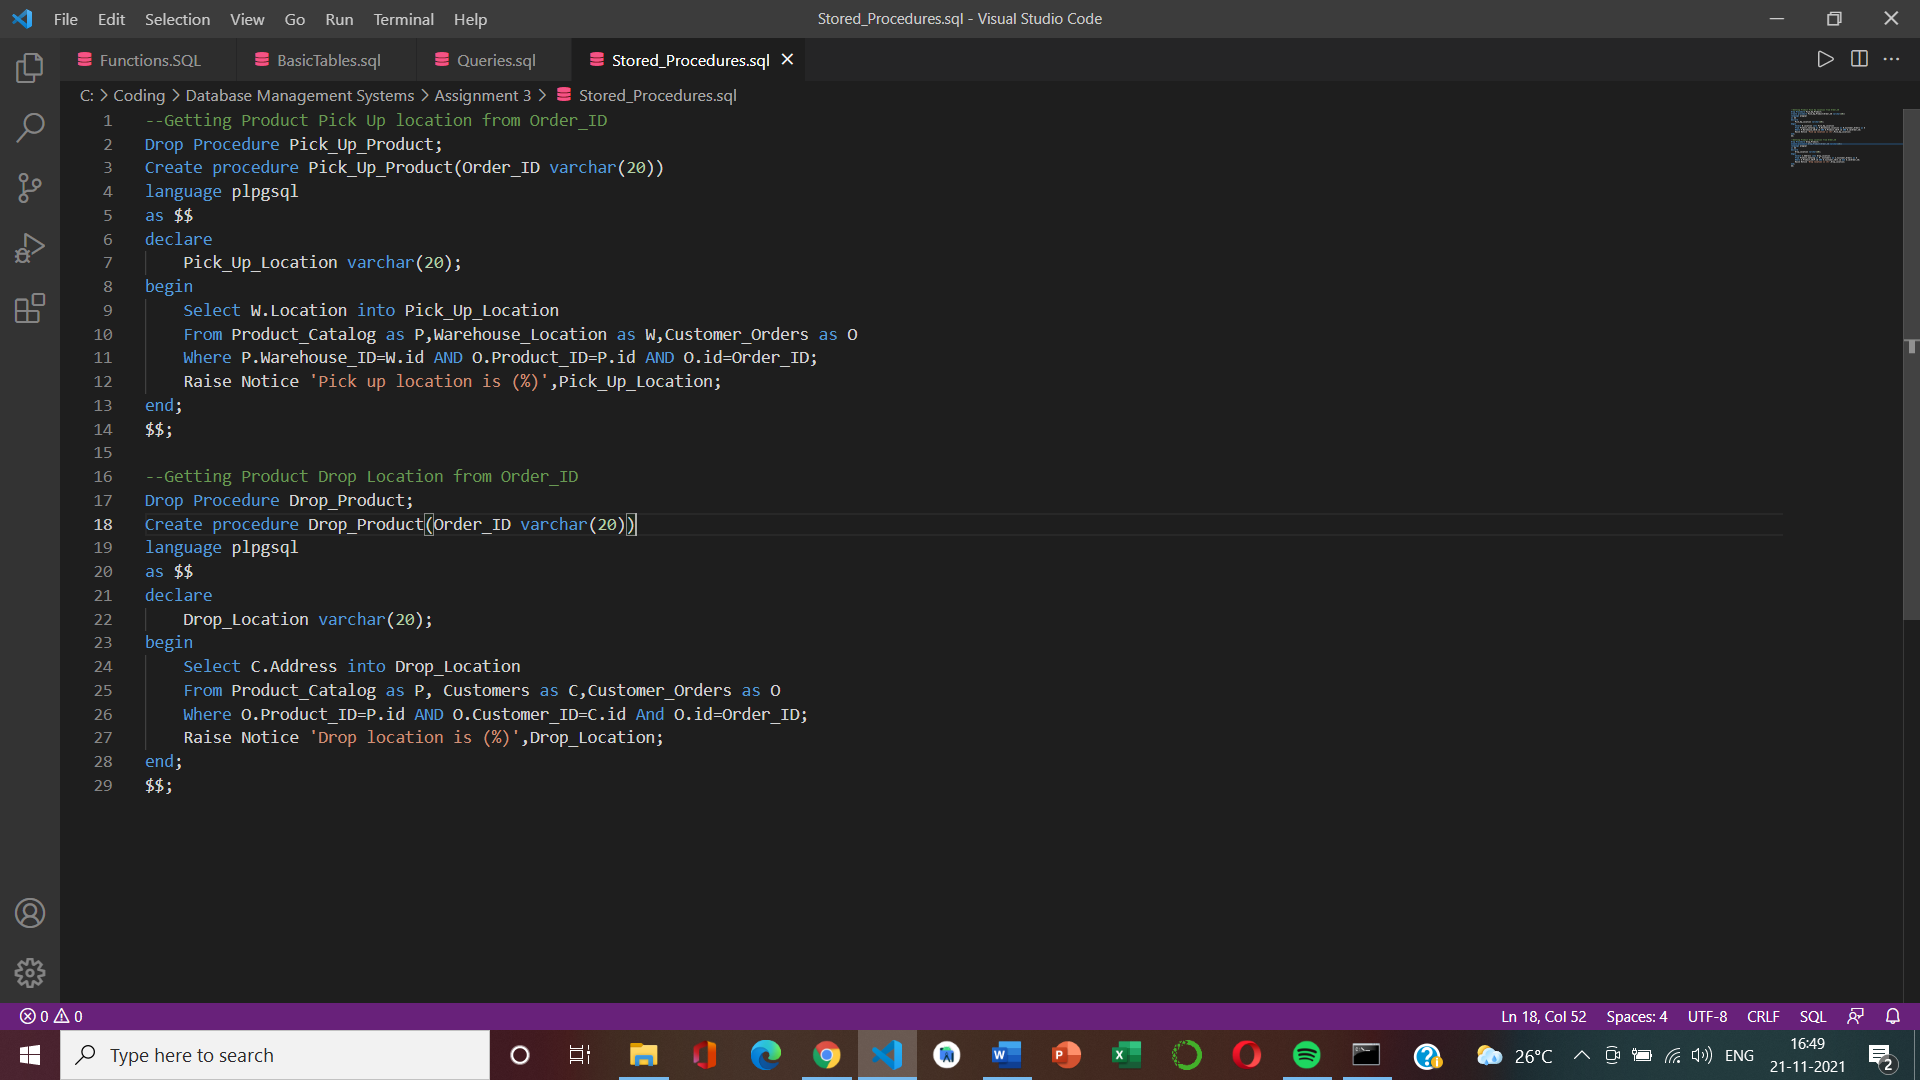 File Edit Selection View Go Run Terminal Help Stored_Procedures.sql - Visual Studio Code
Functions.SQL BasicTables.sql Queries.sql Stored_Procedures.sql
C: > Coding > Database Management Systems > Assignment 3 > Stored_Procedures.sql
1 --Getting Product Pick Up location from Order_ID
2 Drop Procedure Pick_Up_Product;
3 Create procedure Pick_Up_Product(Order_ID varchar(20))
4 language plpgsql
5 as $$
6 declare
7 Pick_Up_Location varchar(20);
8 begin
9 Select W.Location into Pick_Up_Location
10 From Product_Catalog as P,Warehouse_Location as W,Customer_Orders as O
11 Where P.Warehouse_ID=W.id AND O.Product_ID=P.id AND O.id=Order_ID;
12 Raise Notice 'Pick up location is (%)',Pick_Up_Location;
13 end;
14 $$;
15
16 --Getting Product Drop Location from Order_ID
17 Drop Procedure Drop_Product;
18 Create procedure Drop_Product(Order_ID varchar(20))
19 language plpgsql
20 as $$
21 declare
22 Drop_Location varchar(20);
23 begin
24 Select C.Address into Drop_Location
25 From Product_Catalog as P, Customers as C,Customer_Orders as O
26 Where O.Product_ID=P.id AND O.Customer_ID=C.id And O.id=Order_ID;
27 Raise Notice 'Drop location is (%)',Drop_Location;
28 end;
29 $$;
0 0 Ln 18, Col 52 Spaces: 4 UTF-8 CRLF SQL
Type here to search 26°C ENG 16:49
21-11-2021 2